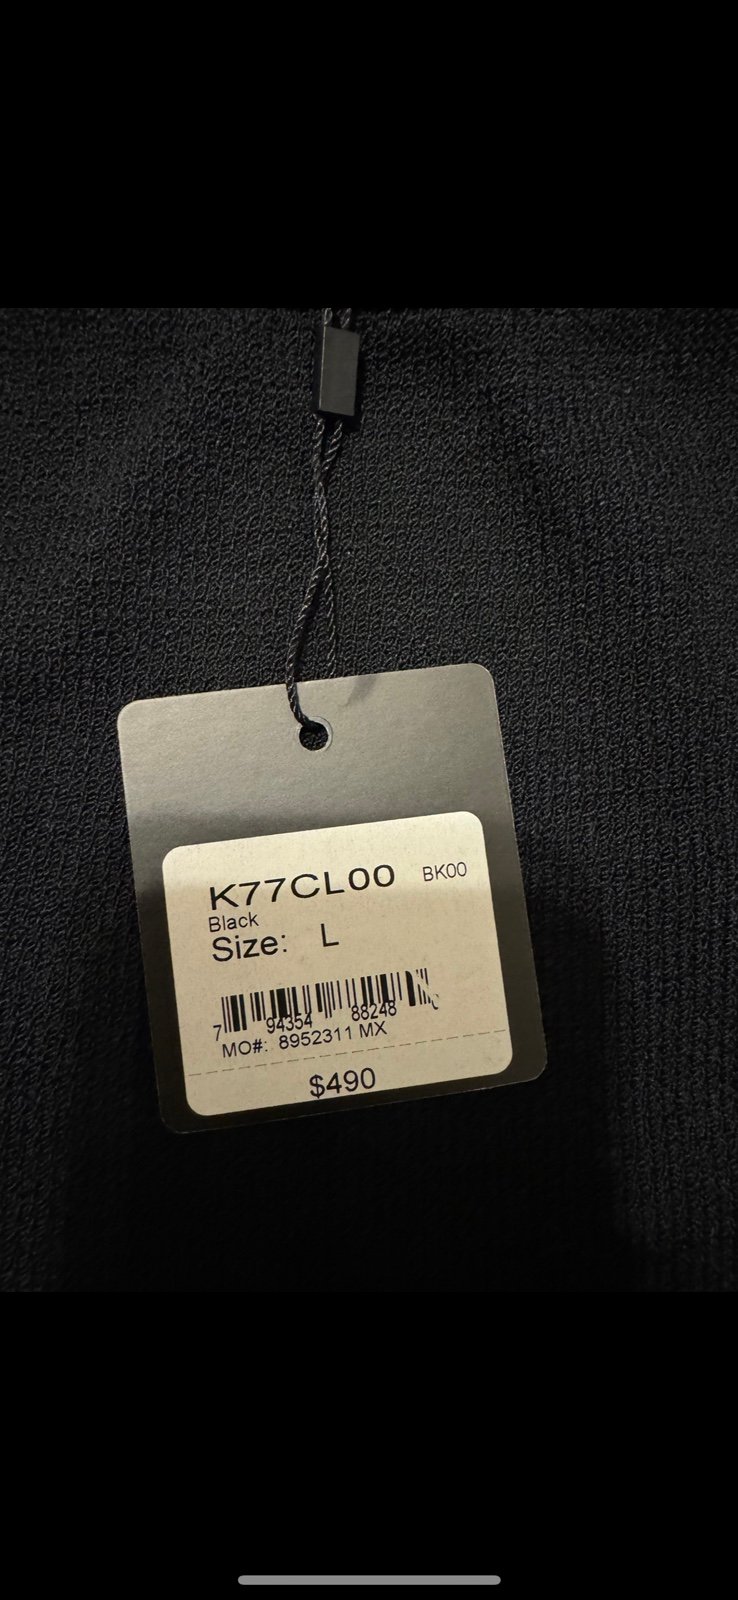 K77CL00 BK00
Black
Size: L
7 94354 88248
MO#: 8952311 MX
$490